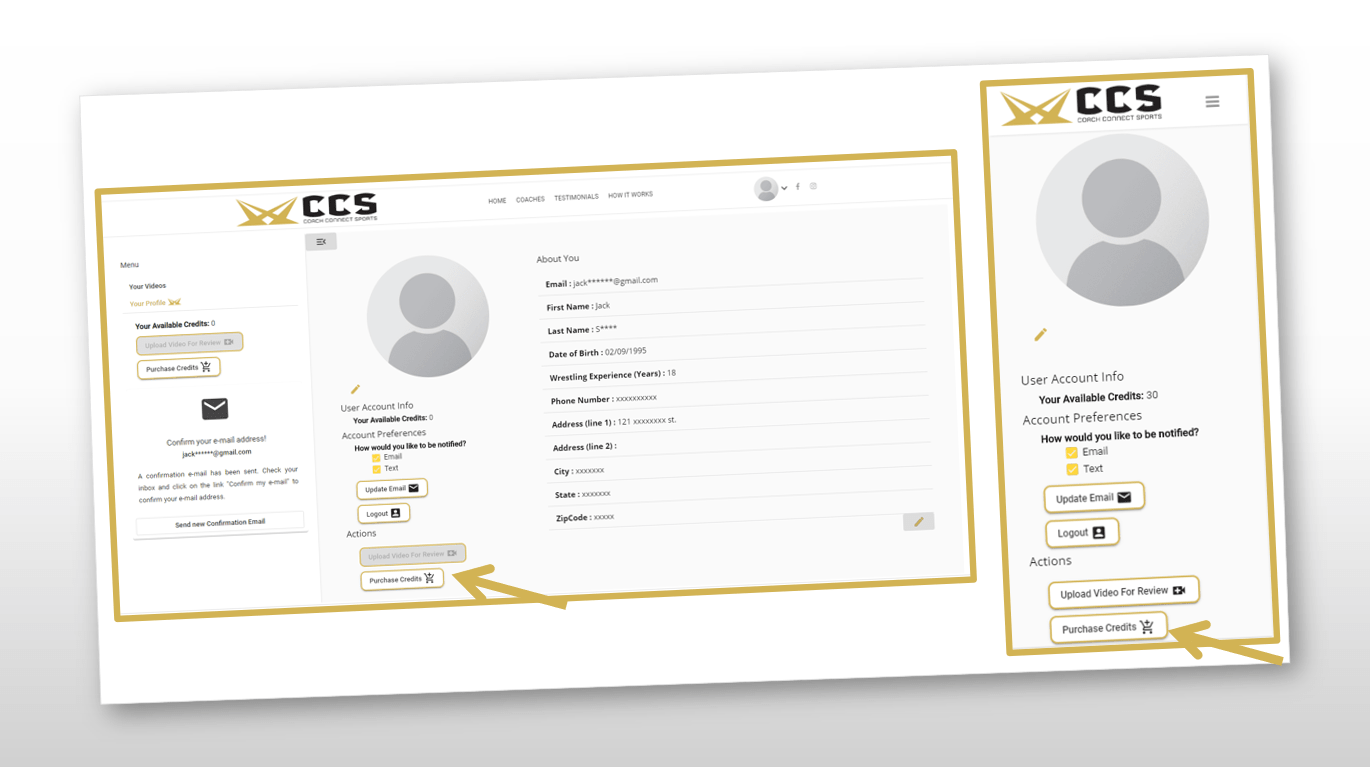 CCS
COACH CONNECT SPORTS
HOME COACHES TESTIMONIALS HOW IT WORKS
Menu
Your Videos
Your Profile
Your Available Credits: 0
Upload Video For Review
Purchase Credits
Confirm your e-mail address!
jack******@gmail.com
A confirmation e-mail has been sent. Check your
inbox and click on the link "Confirm my e-mail" to
confirm your e-mail address.
Send new Confirmation Email
User Account Info
Your Available Credits: 0
Account Preferences
How would you like to be notified?
Email
Text
Update Email
Logout
Actions
Upload Video For Review
Purchase Credits
About You
Email : jack******@gmail.com
First Name : Jack
Last Name : S****
Date of Birth : 02/09/1995
Wrestling Experience (Years) : 18
Phone Number : xxxxxxxxxx
Address (line 1) : 121 xxxxxxxx st.
Address (line 2) :
City : xxxxxxx
State : xxxxxxx
ZipCode : xxxxx
CCS
COACH CONNECT SPORTS
User Account Info
Your Available Credits: 30
Account Preferences
How would you like to be notified?
Email
Text
Update Email
Logout
Actions
Upload Video For Review
Purchase Credits